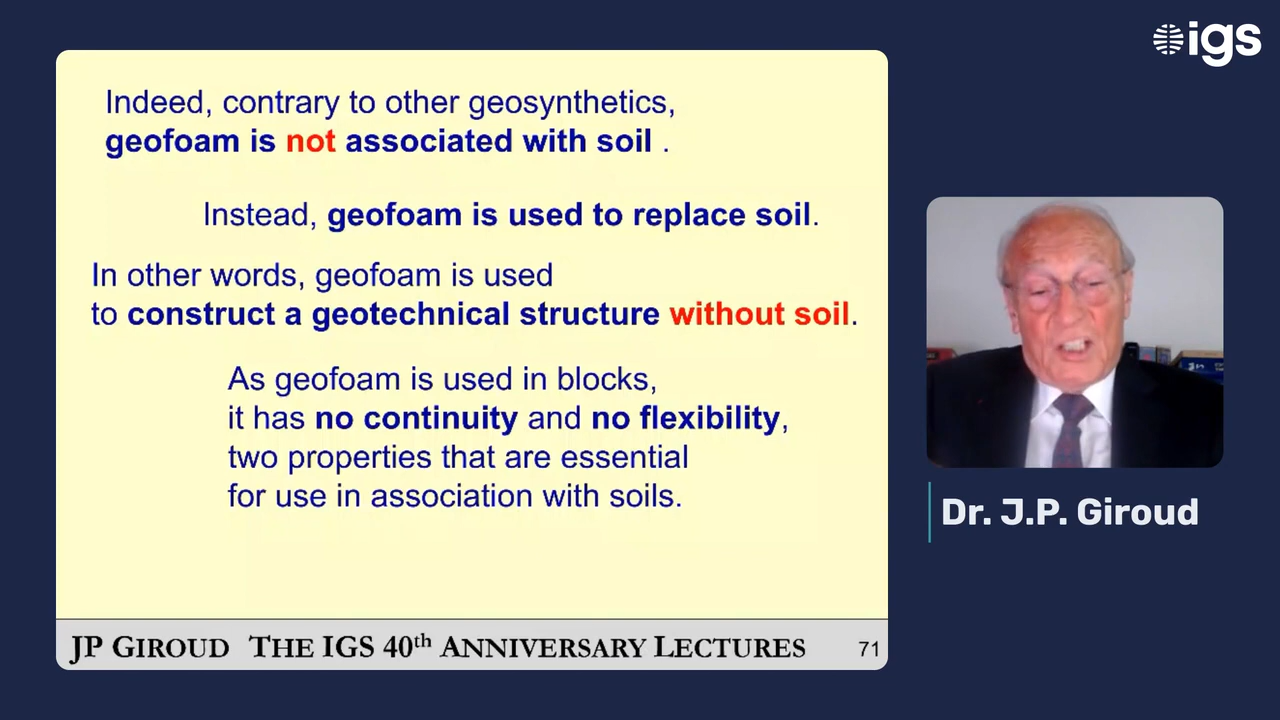 igs
Indeed, contrary to other geosynthetics,
geofoam is not associated with soil .
Instead, geofoam is used to replace soil.
In other words, geofoam is used
to construct a geotechnical structure without soil.
As geofoam is used in blocks,
it has no continuity and no flexibility,
two properties that are essential
for use in association with soils.
Dr. J.P. Giroud
JP GIROUD THE IGS 40th ANNIVERSARY LECTURES 71